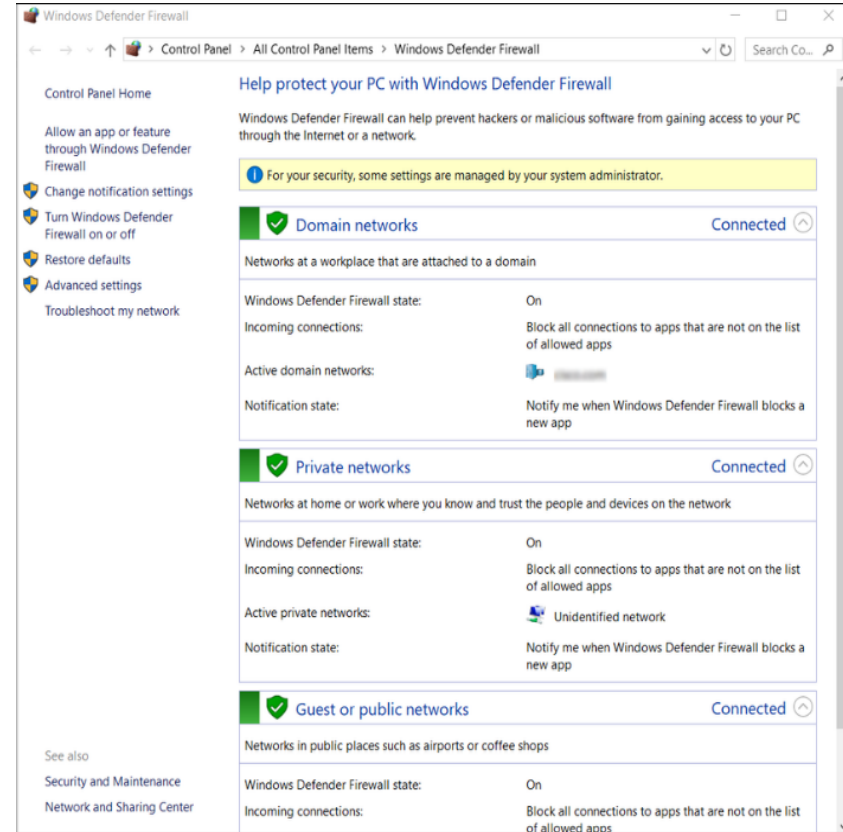 Windows Defender Firewall
Control Panel > All Control Panel Items > Windows Defender Firewall
Search Co...
Control Panel Home
Allow an app or feature
through Windows Defender
Firewall
Change notification settings
Turn Windows Defender
Firewall on or off
Restore defaults
Advanced settings
Troubleshoot my network
See also
Security and Maintenance
Network and Sharing Center
Help protect your PC with Windows Defender Firewall
Windows Defender Firewall can help prevent hackers or malicious software from gaining access to your PC
through the Internet or a network.
For your security, some settings are managed by your system administrator.
Domain networks Connected
Networks at a workplace that are attached to a domain
Windows Defender Firewall state: On
Incoming connections: Block all connections to apps that are not on the list
of allowed apps
Active domain networks:
Notification state: Notify me when Windows Defender Firewall blocks a
new app
Private networks Connected
Networks at home or work where you know and trust the people and devices on the network
Windows Defender Firewall state: On
Incoming connections: Block all connections to apps that are not on the list
of allowed apps
Active private networks: Unidentified network
Notification state: Notify me when Windows Defender Firewall blocks a
new app
Guest or public networks Connected
Networks in public places such as airports or coffee shops
Windows Defender Firewall state: On
Incoming connections: Block all connections to apps that are not on the list
of allowed apps